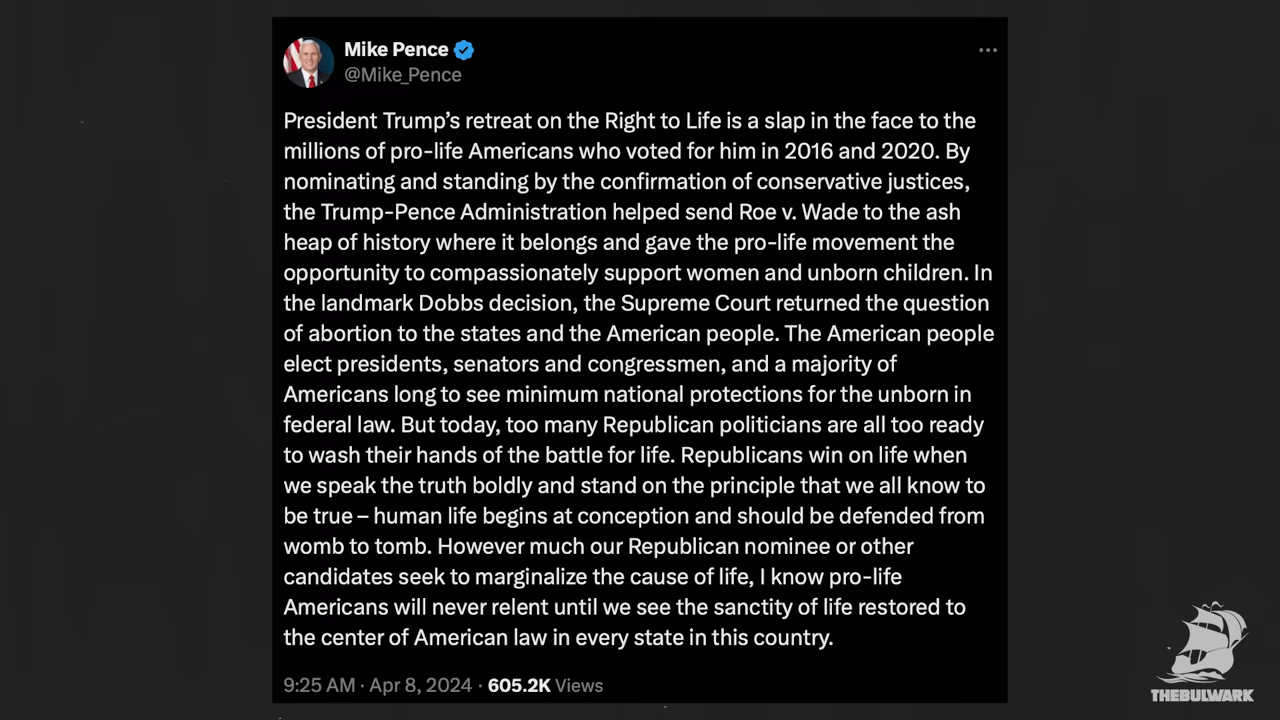 Mike Pence
@Mike_Pence
President Trump’s retreat on the Right to Life is a slap in the face to the
millions of pro-life Americans who voted for him in 2016 and 2020. By
nominating and standing by the confirmation of conservative justices,
the Trump-Pence Administration helped send Roe v. Wade to the ash
heap of history where it belongs and gave the pro-life movement the
opportunity to compassionately support women and unborn children. In
the landmark Dobbs decision, the Supreme Court returned the question
of abortion to the states and the American people. The American people
elect presidents, senators and congressmen, and a majority of
Americans long to see minimum national protections for the unborn in
federal law. But today, too many Republican politicians are all too ready
to wash their hands of the battle for life. Republicans win on life when
we speak the truth boldly and stand on the principle that we all know to
be true – human life begins at conception and should be defended from
womb to tomb. However much our Republican nominee or other
candidates seek to marginalize the cause of life, I know pro-life
Americans will never relent until we see the sanctity of life restored to
the center of American law in every state in this country.
9:25 AM · Apr 8, 2024 · 605.2K Views
THEBULWARK